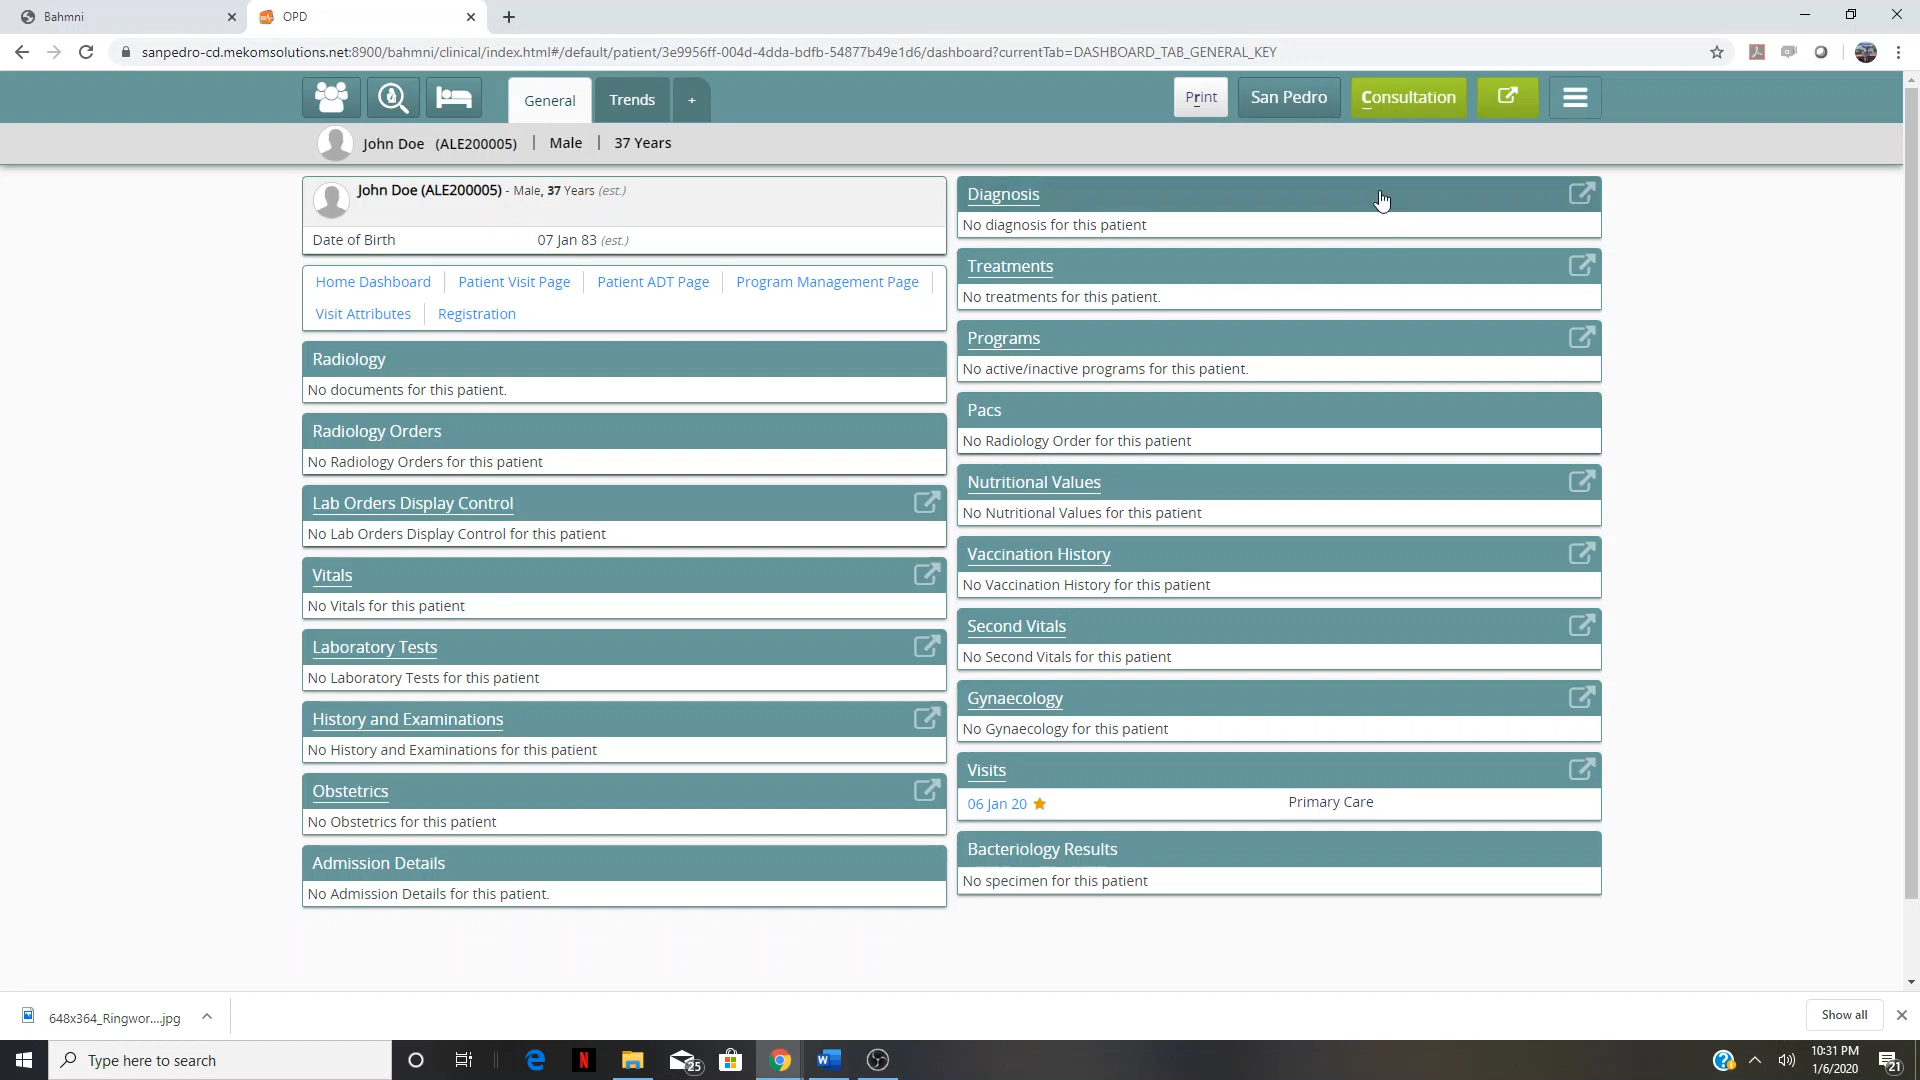 Bahmni
OPD
sanpedro-cd.mekomsolutions.net:8900/bahmni/clinical/index.html#/default/patient/3e9956ff-004d-4dda-bdfb-54877b49e1d6/dashboard?currentTab=DASHBOARD_TAB_GENERAL_KEY
General
Trends
+
Print
San Pedro
Consultation
John Doe (ALE200005) | Male | 37 Years
John Doe (ALE200005) - Male, 37 Years (est.)
Date of Birth 07 Jan 83 (est.)
Home Dashboard
Patient Visit Page
Patient ADT Page
Program Management Page
Visit Attributes
Registration
Radiology
No documents for this patient.
Radiology Orders
No Radiology Orders for this patient
Lab Orders Display Control
No Lab Orders Display Control for this patient
Vitals
No Vitals for this patient
Laboratory Tests
No Laboratory Tests for this patient
History and Examinations
No History and Examinations for this patient
Obstetrics
No Obstetrics for this patient
Admission Details
No Admission Details for this patient.
Diagnosis
No diagnosis for this patient
Treatments
No treatments for this patient.
Programs
No active/inactive programs for this patient.
Pacs
No Radiology Order for this patient
Nutritional Values
No Nutritional Values for this patient
Vaccination History
No Vaccination History for this patient
Second Vitals
No Second Vitals for this patient
Gynaecology
No Gynaecology for this patient
Visits
06 Jan 20 Primary Care
Bacteriology Results
No specimen for this patient
648x364_Ringwor....jpg
Show all
Type here to search
25
10:31 PM
1/6/2020
21